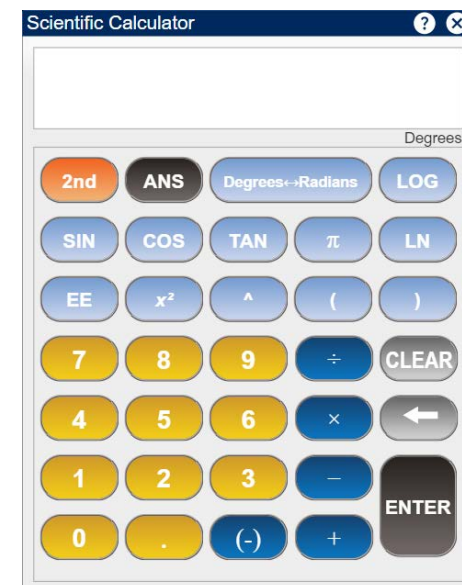 Scientific Calculator ? ×
Degrees
2nd ANS Degrees↔Radians LOG
SIN COS TAN π LN
EE x² ^ ( )
7 8 9 ÷ CLEAR
4 5 6 ×
1 2 3 − ENTER
0 . (-) +